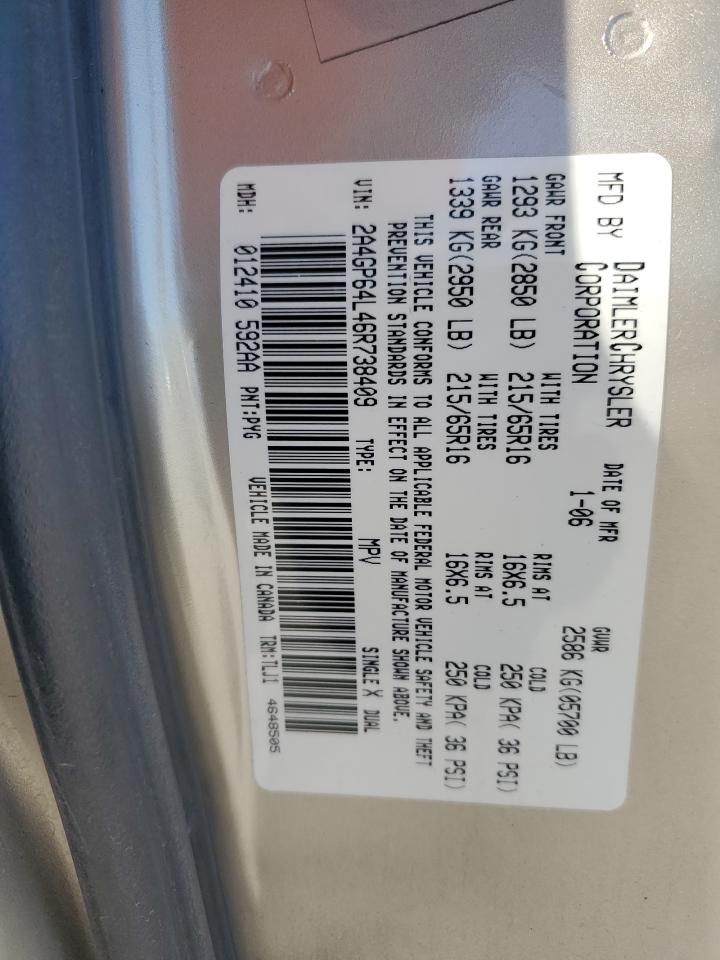 MFD BY DAIMLERCHRYSLER CORPORATION DATE OF MFR 1-06 GVWR 2586 KG(05700 LB)
GAWR FRONT WITH TIRES RIMS AT COLD
1293 KG(2850 LB) 215/65R16 16X6.5 250 KPA( 36 PSI)
GAWR REAR WITH TIRES RIMS AT COLD
1339 KG(2950 LB) 215/65R16 16X6.5 250 KPA( 36 PSI)
THIS VEHICLE CONFORMS TO ALL APPLICABLE FEDERAL MOTOR VEHICLE SAFETY AND THEFT
PREVENTION STANDARDS IN EFFECT ON THE DATE OF MANUFACTURE SHOWN ABOVE.
VIN: 2A4GP64L46R738409 TYPE: MPV SINGLE X DUAL
MDH: 012410 592AA PNT:PYG VEHICLE MADE IN CANADA TRM:TLJ1 4648505